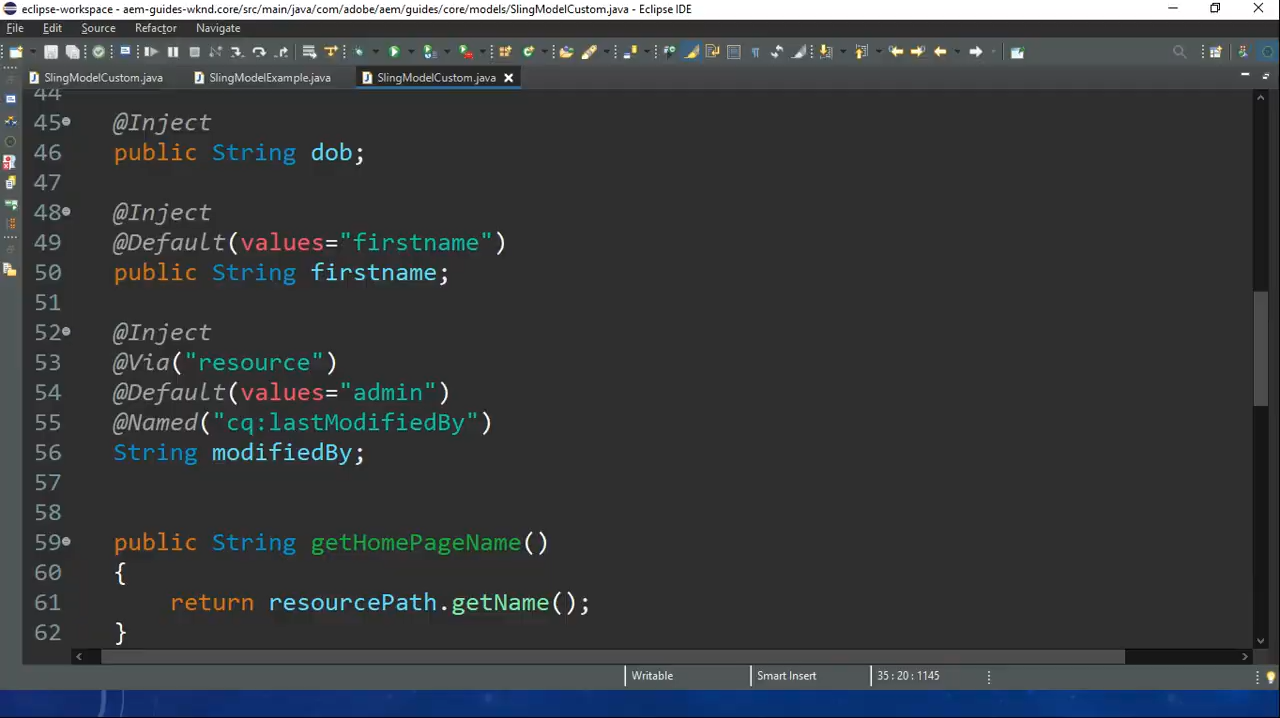 eclipse-workspace - aem-guides-wknd.core/src/main/java/com/adobe/aem/guides/core/models/SlingModelCustom.java - Eclipse IDE
File Edit Source Refactor Navigate
SlingModelCustom.java SlingModelExample.java SlingModelCustom.java
44
45 @Inject
46 public String dob;
47
48 @Inject
49 @Default(values="firstname")
50 public String firstname;
51
52 @Inject
53 @Via("resource")
54 @Default(values="admin")
55 @Named("cq:lastModifiedBy")
56 String modifiedBy;
57
58
59 public String getHomePageName()
60 {
61 return resourcePath.getName();
62 }
Writable Smart Insert 35 : 20 : 1145